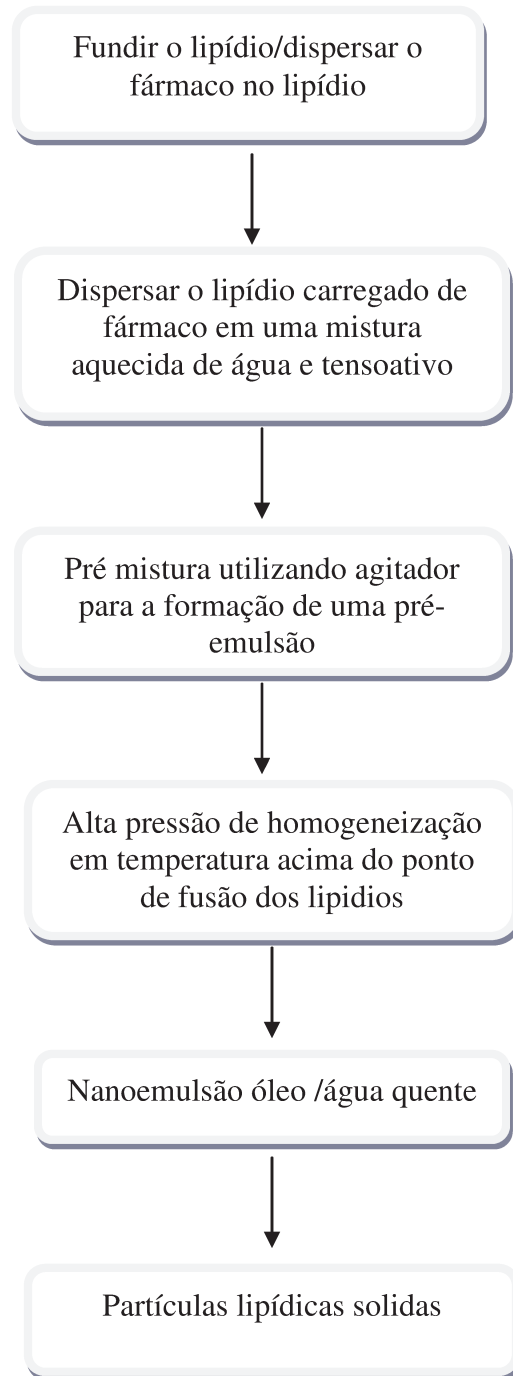 Fundir o lipídio/dispersar o
fármaco no lipídio
Dispersar o lipídio carregado de
fármaco em uma mistura
aquecida de água e tensoativo
Pré mistura utilizando agitador
para a formação de uma pré-
emulsão
Alta pressão de homogeneização
em temperatura acima do ponto
de fusão dos lipidios
Nanoemulsão óleo /água quente
Partículas lipídicas solidas